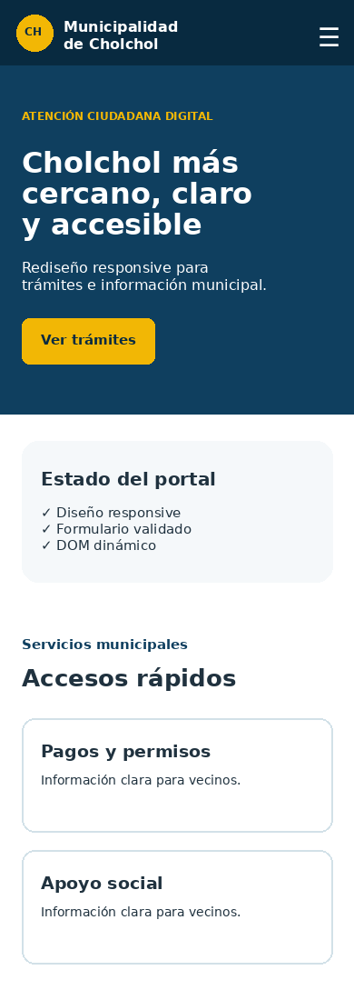 CH
Municipalidad
de Cholchol
☰
ATENCIÓN CIUDADANA DIGITAL
Cholchol más
cercano, claro
y accesible
Rediseño responsive para
trámites e información municipal.
Ver trámites
Estado del portal
✓ Diseño responsive
✓ Formulario validado
✓ DOM dinámico
Servicios municipales
Accesos rápidos
Pagos y permisos
Información clara para vecinos.
Apoyo social
Información clara para vecinos.